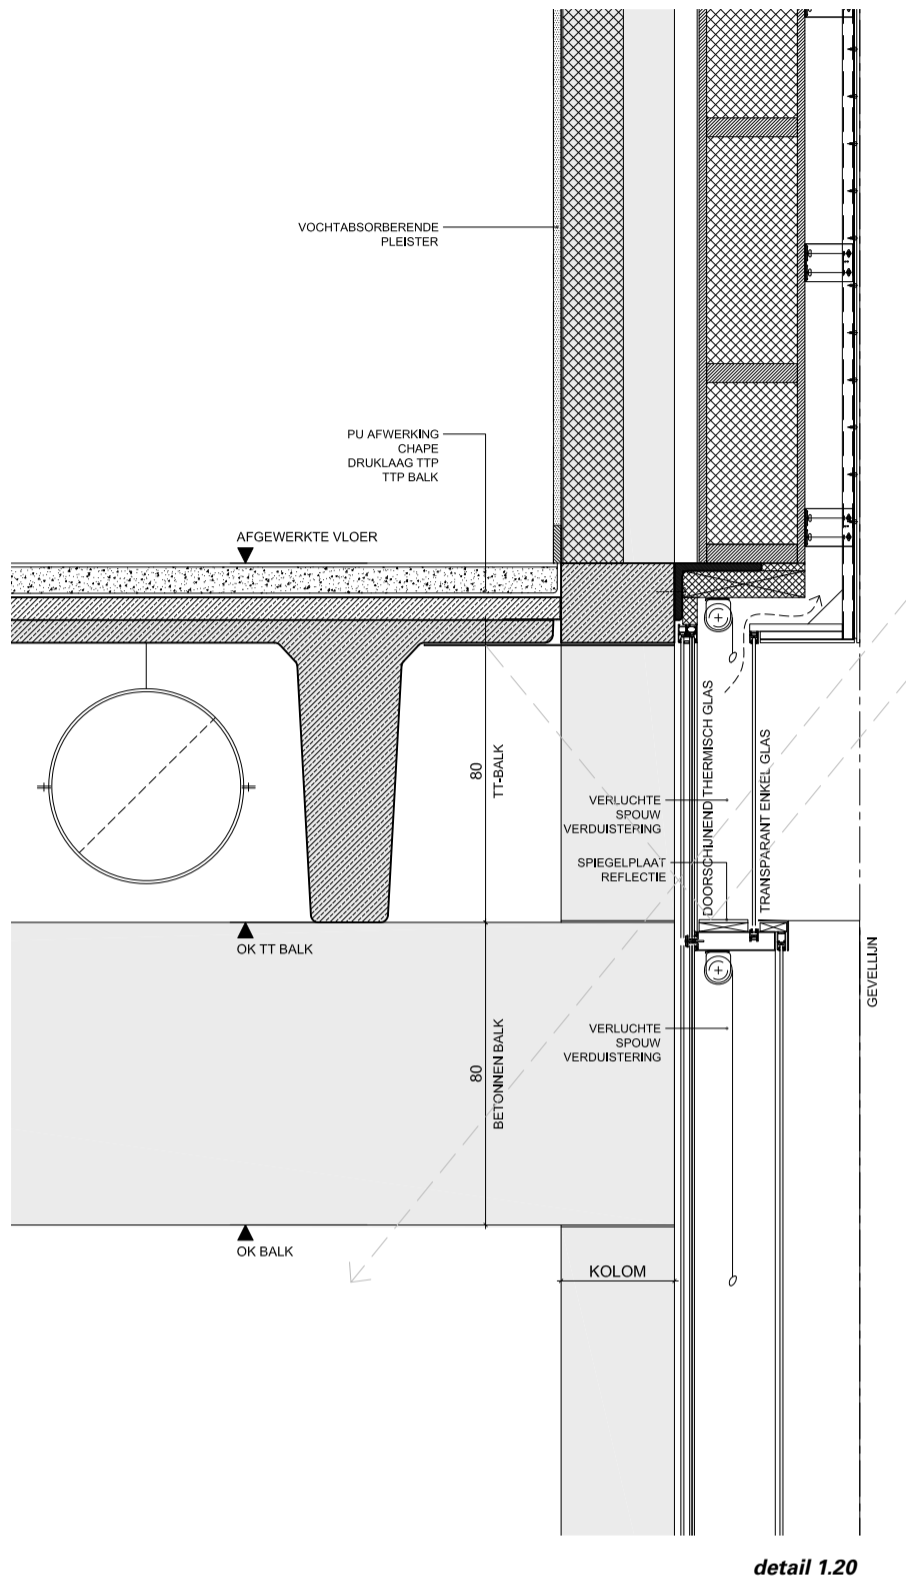 VOCHTABSORBERENDE
PLEISTER
PU AFWERKING
CHAPE
DRUKLAAG TTP
TTP BALK
AFGEWERKTE VLOER
80
TT-BALK
DOORSCHIJNEND THERMISCH GLAS
TRANSPARANT ENKEL GLAS
VERLUCHTE
SPOUW
VERDUISTERING
SPIEGELPLAAT
REFLECTIE
OK TT BALK
GEVELLIJN
80
BETONNEN BALK
VERLUCHTE
SPOUW
VERDUISTERING
OK BALK
KOLOM
detail 1.20